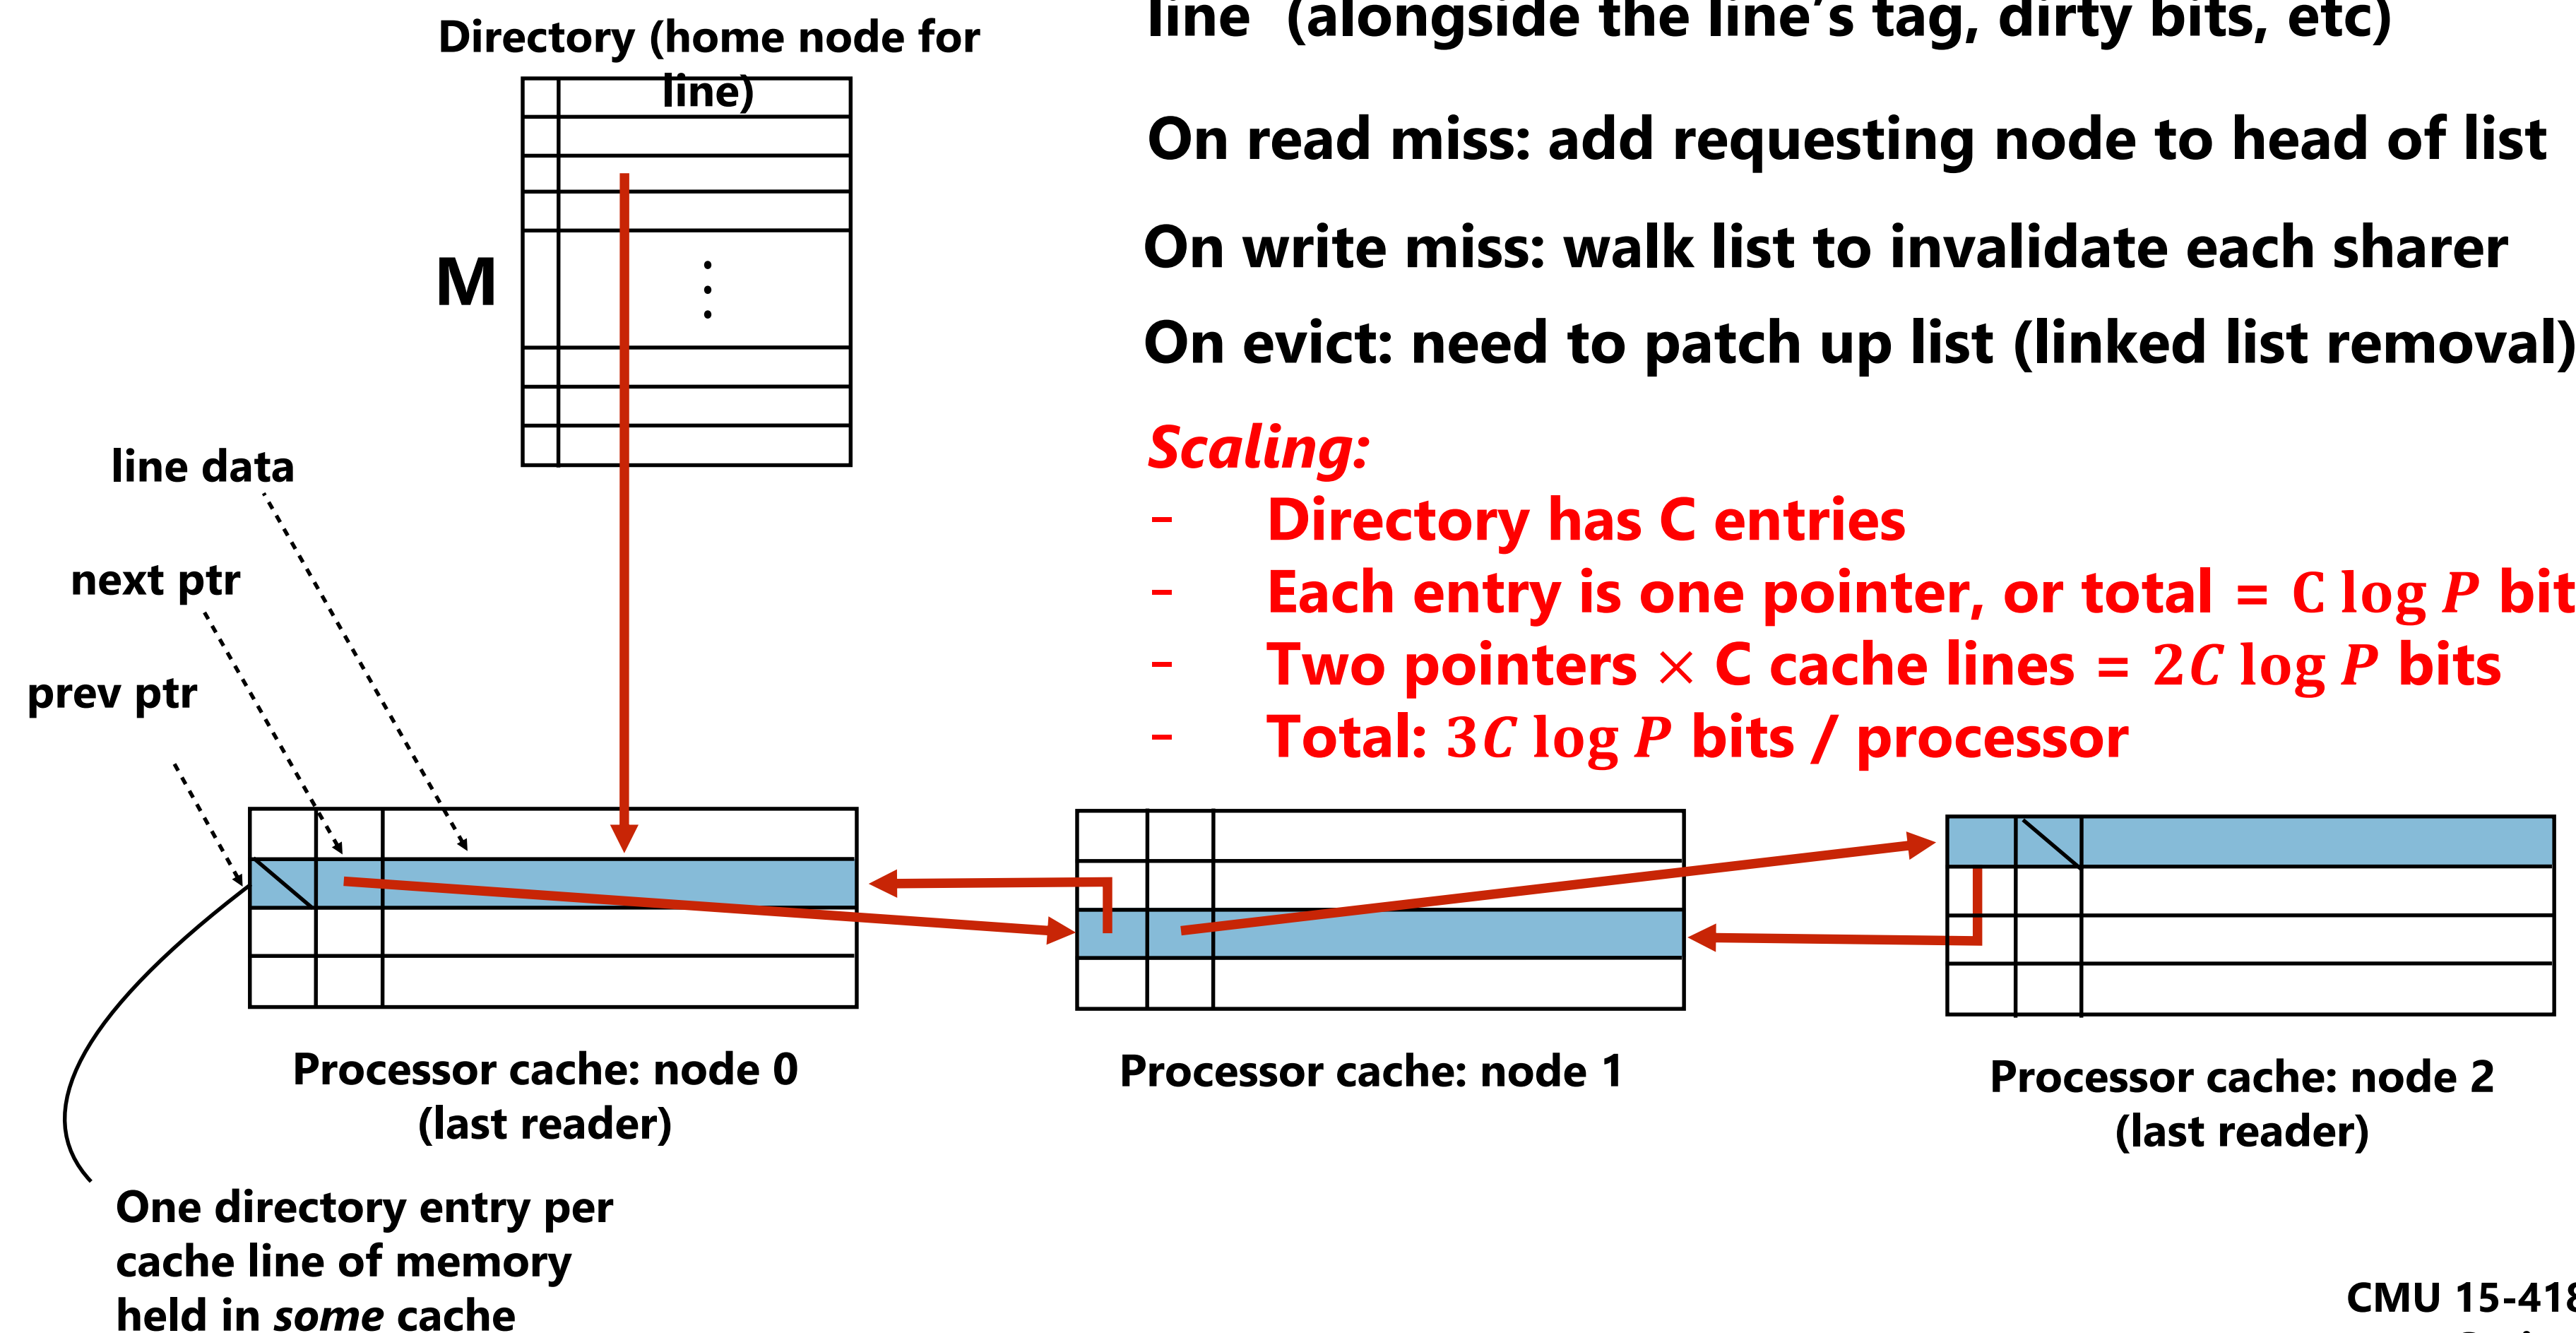 Directory (home node for
line)
M
line data
next ptr
prev ptr
line (alongside the line's tag, dirty bits, etc)
On read miss: add requesting node to head of list
On write miss: walk list to invalidate each sharer
On evict: need to patch up list (linked list removal)
Scaling:
- Directory has C entries
- Each entry is one pointer, or total = C log P bit
- Two pointers × C cache lines = 2C log P bits
- Total: 3C log P bits / processor
Processor cache: node 0
(last reader)
Processor cache: node 1
Processor cache: node 2
(last reader)
One directory entry per
cache line of memory
held in some cache
CMU 15-418